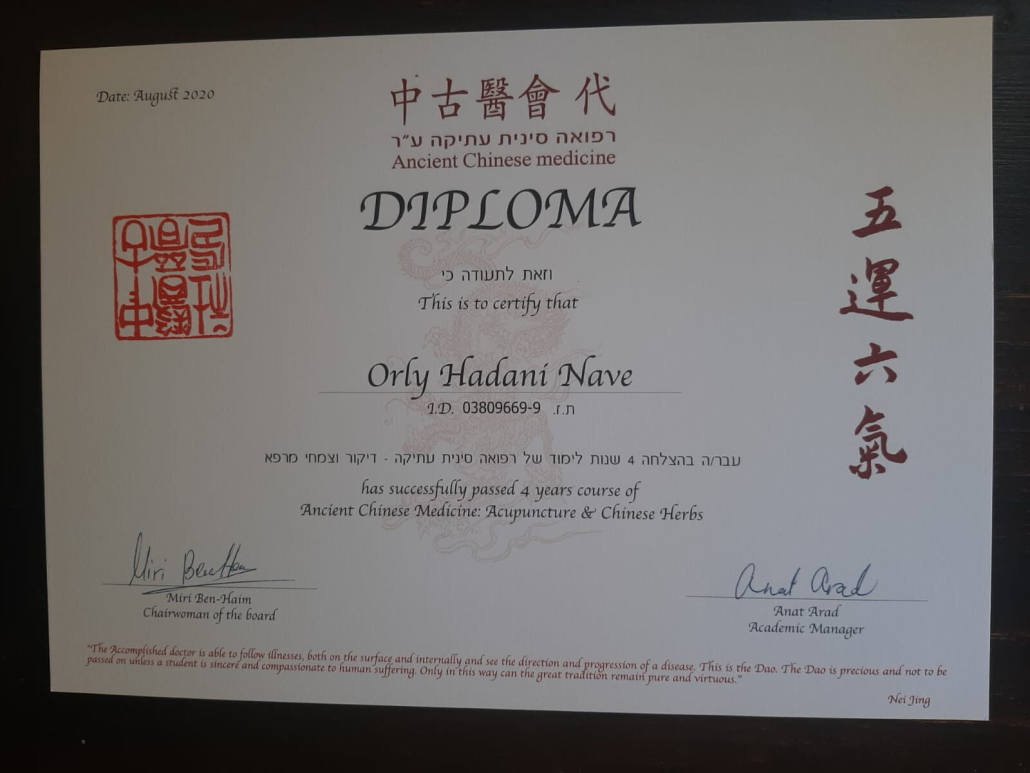 Date: August 2020
中古醫會 代
רפואה סינית עתיקה ע״ר
Ancient Chinese medicine
DIPLOMA
וזאת לתעודה כי
This is to certify that
Orly Hadani Nave
I.D. 03809669-9 ת.ז.
עבר/ה בהצלחה 4 שנות לימוד של רפואה סינית עתיקה - דיקור וצמחי מרפא
has successfully passed 4 years course of
Ancient Chinese Medicine: Acupuncture & Chinese Herbs
五
運
六
氣
Miri Ben-Haim
Miri Ben-Haim
Chairwoman of the board
Anat Arad
Anat Arad
Academic Manager
"The Accomplished doctor is able to follow illnesses, both on the surface and internally and see the direction and progression of a disease. This is the Dao. The Dao is precious and not to be
passed on unless a student is sincere and compassionate to human suffering. Only in this way can the great tradition remain pure and virtuous."
Nei Jing